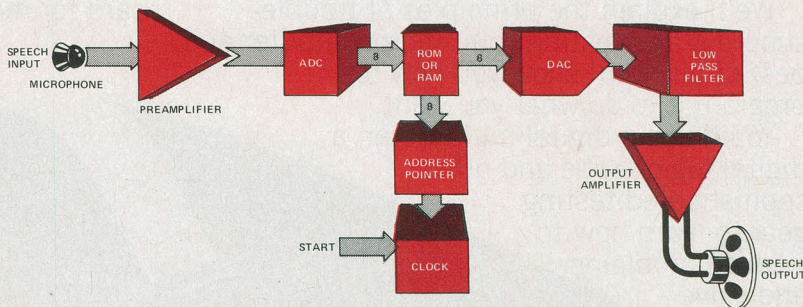 SPEECH
INPUT
MICROPHONE
PREAMPLIFIER
ADC
8
ROM
OR
RAM
8
DAC
LOW
PASS
FILTER
8
ADDRESS
POINTER
START
CLOCK
OUTPUT
AMPLIFIER
SPEECH
OUTPUT